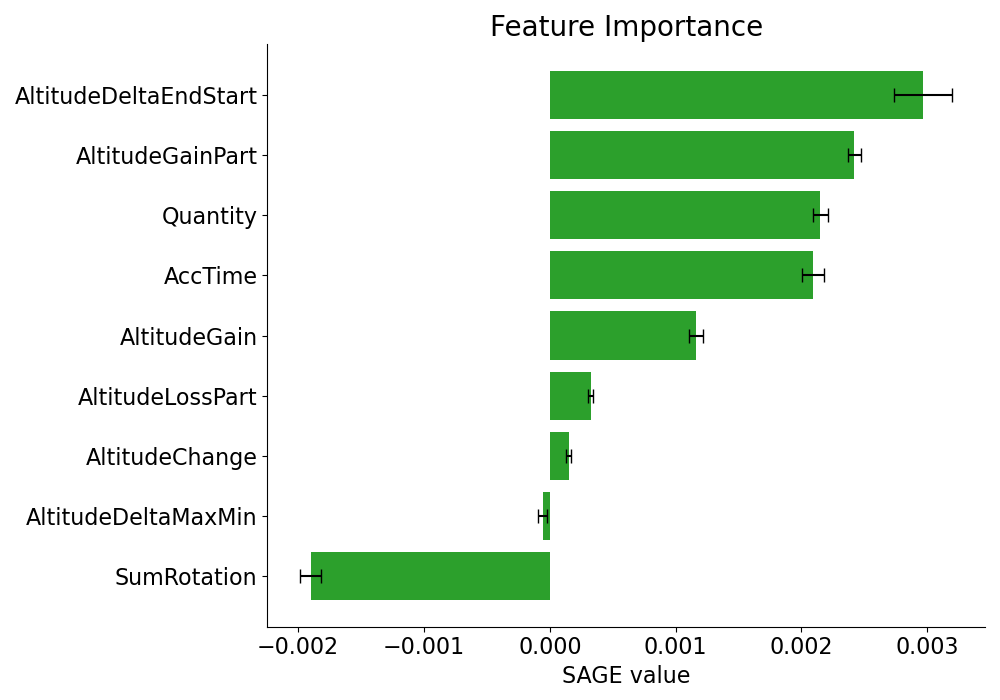 Feature Importance
AltitudeDeltaEndStart
AltitudeGainPart
Quantity
AccTime
AltitudeGain
AltitudeLossPart
AltitudeChange
AltitudeDeltaMaxMin
SumRotation
−0.002 −0.001 0.000 0.001 0.002 0.003
SAGE value